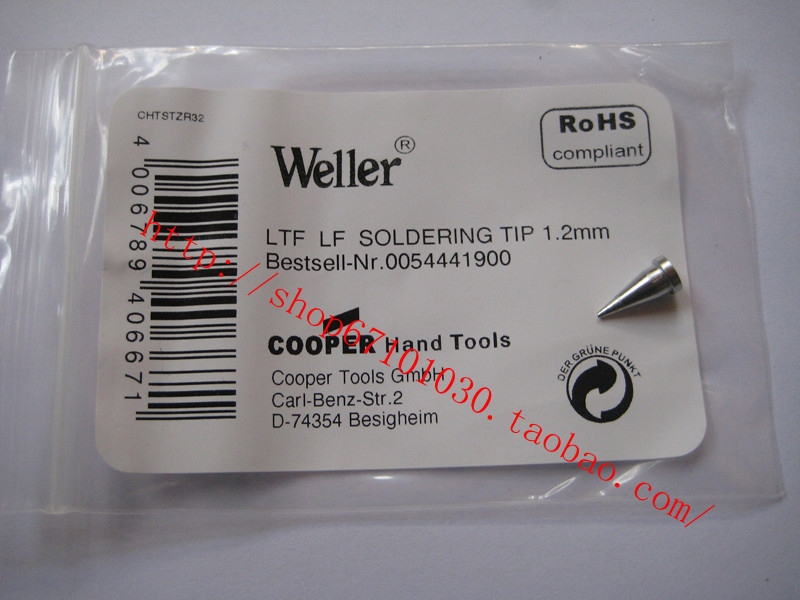 CHTSTZR32
4 006789 406671
Weller®
RoHS
compliant
LTF LF SOLDERING TIP 1.2mm
Bestsell-Nr.0054441900
COOPER Hand Tools
Cooper Tools GmbH
Carl-Benz-Str.2
D-74354 Besigheim
DER GRÜNE PUNKT
http://shop67101030.taobao.com/